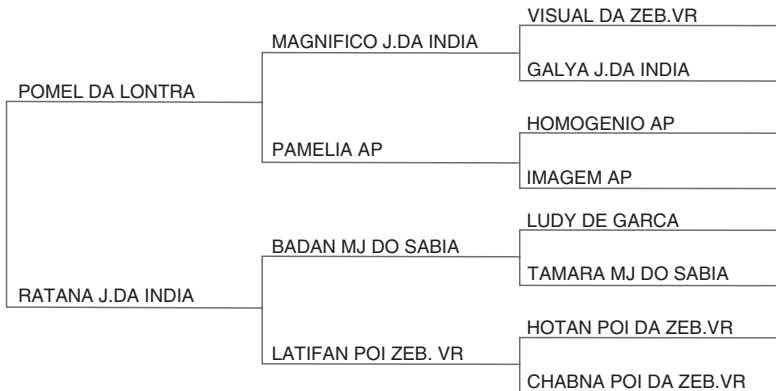 VISUAL DA ZEB.VR
MAGNIFICO J.DA INDIA
GALYA J.DA INDIA
POMEL DA LONTRA
HOMOGENIO AP
PAMELIA AP
IMAGEM AP
LUDY DE GARCA
BADAN MJ DO SABIA
TAMARA MJ DO SABIA
RATANA J.DA INDIA
HOTAN POI DA ZEB.VR
LATIFAN POI ZEB. VR
CHABNA POI DA ZEB.VR